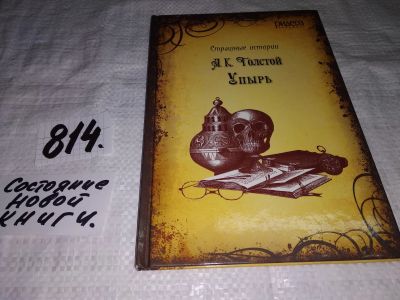 814.
Состояние
новой
книги.
Страшные истории
А.К. Толстой
Упырь